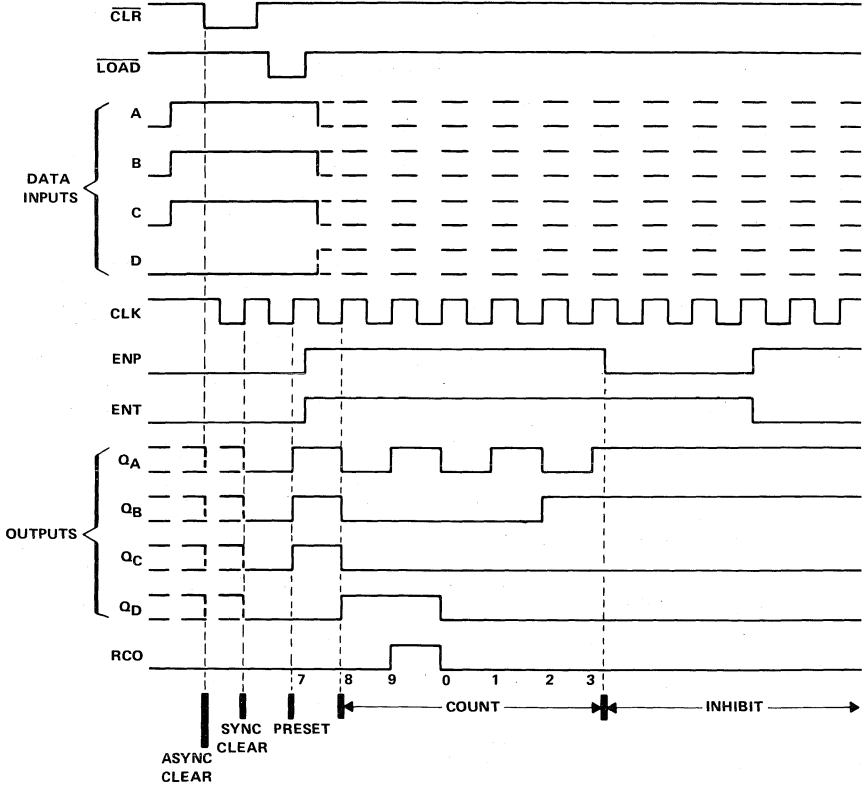 CLR
LOAD
A
B
DATA
INPUTS
C
D
CLK
ENP
ENT
QA
QB
OUTPUTS
QC
QD
RCO
7 8 9 0 1 2 3
COUNT INHIBIT
SYNC PRESET
CLEAR
ASYNC
CLEAR